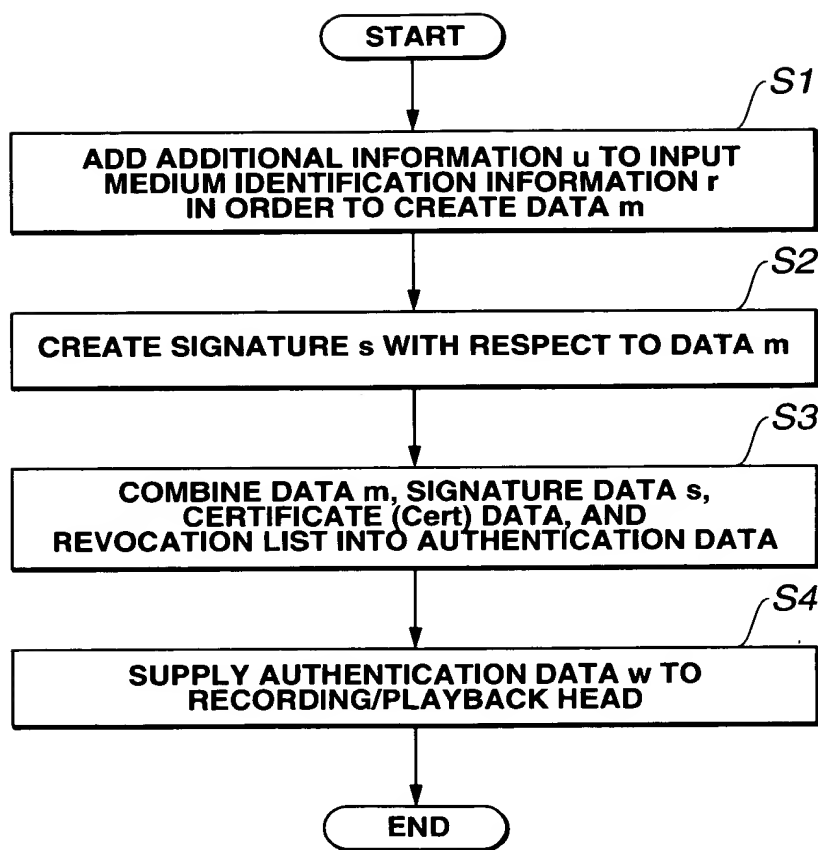 START
S1
ADD ADDITIONAL INFORMATION u TO INPUT
MEDIUM IDENTIFICATION INFORMATION r
IN ORDER TO CREATE DATA m
S2
CREATE SIGNATURE s WITH RESPECT TO DATA m
S3
COMBINE DATA m, SIGNATURE DATA s,
CERTIFICATE (Cert) DATA, AND
REVOCATION LIST INTO AUTHENTICATION DATA
S4
SUPPLY AUTHENTICATION DATA w TO
RECORDING/PLAYBACK HEAD
END